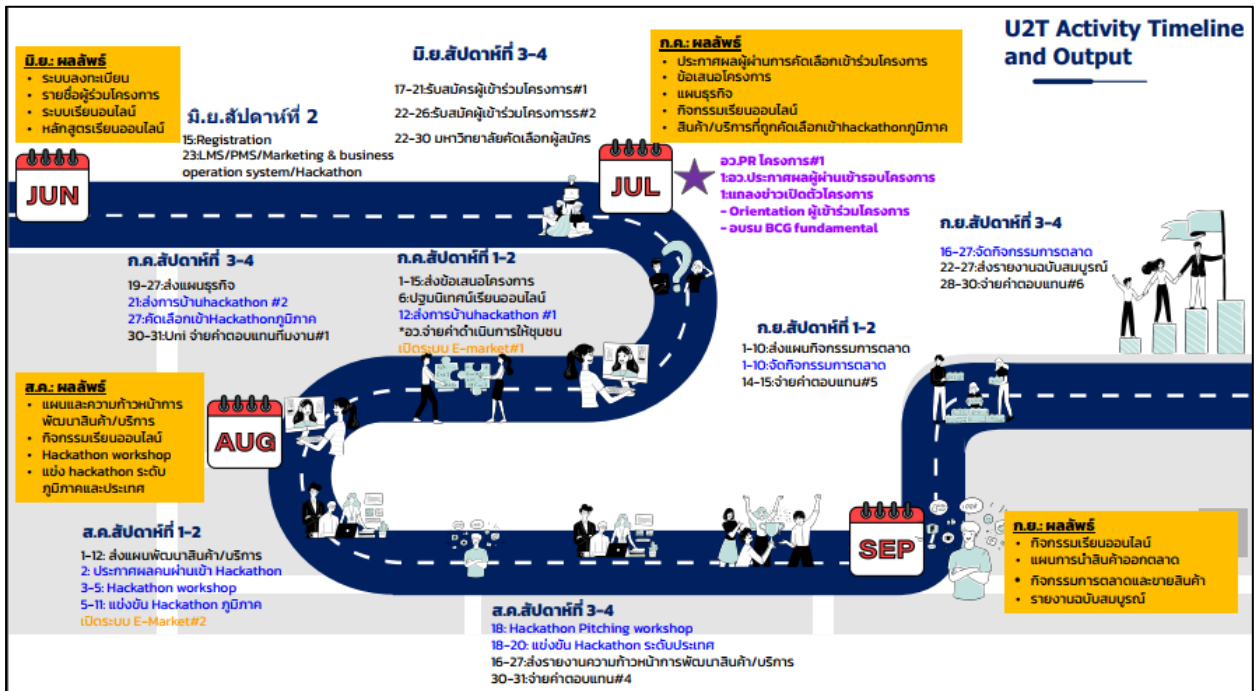 U2T Activity Timeline
and Output
มิ.ย.: ผลลัพธ์
• ระบบลงทะเบียน
• รายชื่อผู้ร่วมโครงการ
• ระบบเรียนอนไลน์
• หลักสูตรเรียนออนไลน์
JUN
มิ.ย.สัปดาห์ที่ 2
15:Registration
23:LMS/PMS/Marketing & business
operation system/Hackathon
มิ.ย.สัปดาห์ที่ 3-4
17-21:รับสมัครผู้เข้าร่วมโครงการ#1
22-26:รับสมัคผู้เข้าร่วมโครงการร#2
22-30 มหาวิทยาลัยคัดเลือกผู้สมัคร
ก.ค.: ผลลัพธ์
• ประกาศผลผู้ผ่านการคัดเลือกเข้าร่วมโครงการ
• ข้อเสนอโครงการ
• แผนธุรกิจ
• กิจกรรมเรียนออนไลน์
• สินค้า/บริการที่ถูกคัดเลือกเข้าhackathonภูมิภาค
JUL
อว.PR โครงการ#1
1:อว.ประกาศผลผู้ผ่านเข้ารอบโครงการ
1:แถลงข่าวเปิดตัวโครงการ
- Orientation ผู้เข้าร่วมโครงการ
- อบรม BCG fundamental
ก.ค.สัปดาห์ที่ 1-2
1-15:ส่งข้อเสนอโครงการ
6:ปฐมนิเทศน์เรียนออนไลน์
12:ส่งการบ้านhackathon #1
*อว.จ่ายค่าดำเนินการให้ชุมชน
เปิดระบบ E-market#1
ก.ค.สัปดาห์ที่ 3-4
19-27:ส่งแผนธุรกิจ
21:ส่งการบ้านhackathon #2
27:คัดเลือกเข้าHackathonภูมิภาค
30-31:Uni จ่ายค่าตอบแทนทีมงาน#1
ส.ค.: ผลลัพธ์
• แผนและความก้าวหน้าการ
พัฒนาสินค้า/บริการ
• กิจกรรมเรียนออนไลน์
• Hackathon workshop
• แข่ง hackathon ระดับ
ภูมิภาคและประเทศ
AUG
ส.ค.สัปดาห์ที่ 1-2
1-12: ส่งแผนพัฒนาสินค้า/บริการ
2: ประกาศผลคนผ่านเข้า Hackathon
3-5: Hackathon workshop
5-11: แข่งขัน Hackathon ภูมิภาค
เปิดระบบ E-Market#2
ส.ค.สัปดาห์ที่ 3-4
18: Hackathon Pitching workshop
18-20: แข่งขัน Hackathon ระดับประเทศ
16-27:ส่งรายงานความก้าวหน้าการพัฒนาสินค้า/บริการ
30-31:จ่ายค่าตอบแทน#4
SEP
ก.ย.: ผลลัพธ์
• กิจกรรมเรียนออนไลน์
• แผนการนำสินค้าออกตลาด
• กิจกรรมการตลาดและขายสินค้า
• รายงานฉบับสมบูรณ์
ก.ย.สัปดาห์ที่ 1-2
1-10:ส่งแผนกิจกรรมการตลาด
1-10:จัดกิจกรรมการตลาด
14-15:จ่ายค่าตอบแทน#5
ก.ย.สัปดาห์ที่ 3-4
16-27:จัดกิจกรรมการตลาด
22-27:ส่งรายงานฉบับสมบูรณ์
28-30:จ่ายค่าตอบแทน#6